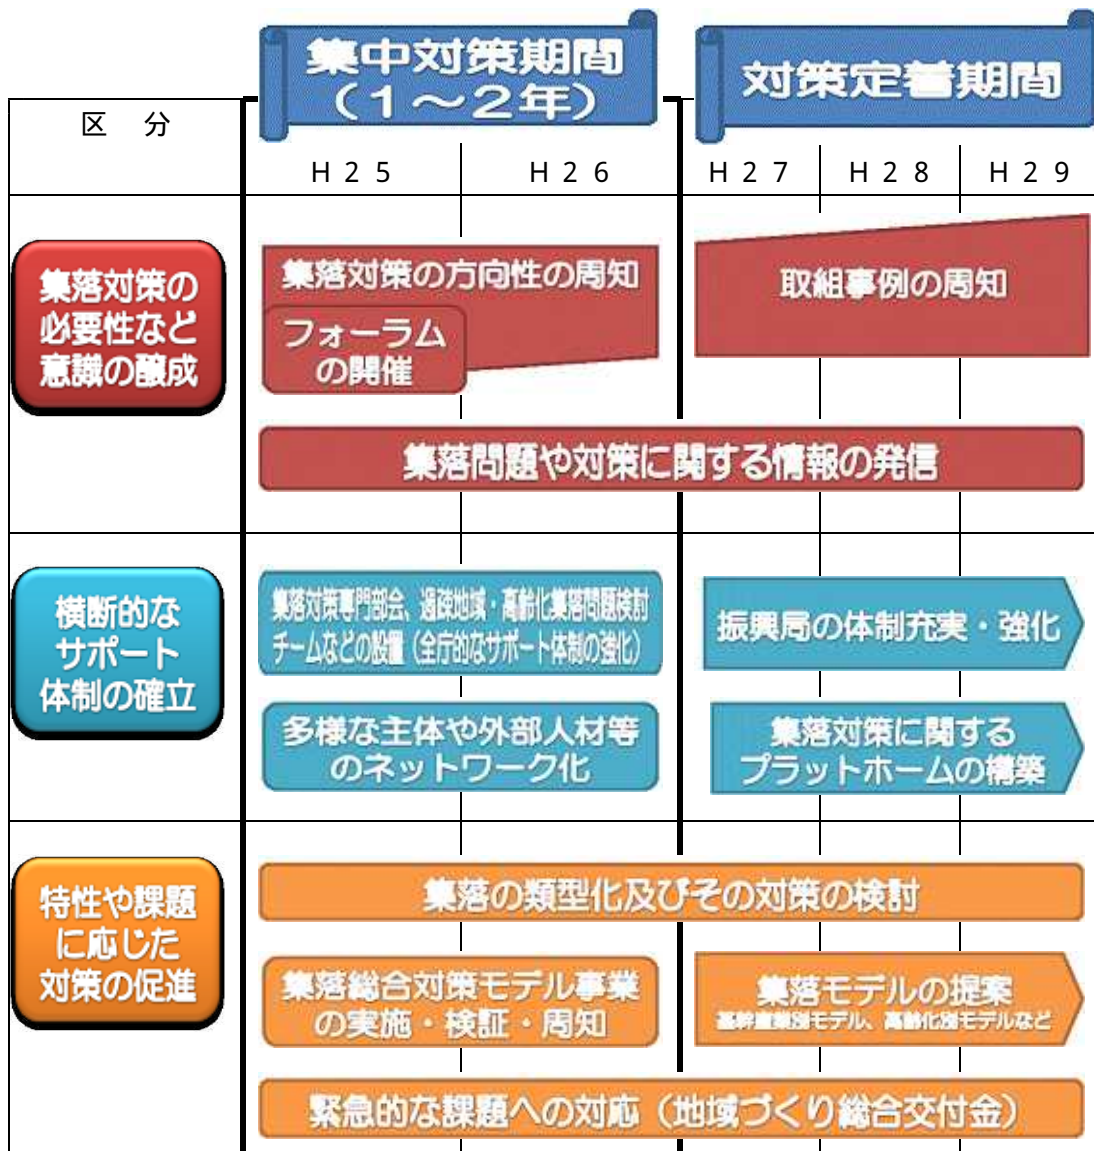 集中対策期間
（１～２年）
対策定着期間
区　分
Ｈ２５
Ｈ２６
Ｈ２７
Ｈ２８
Ｈ２９
集落対策の
必要性など
意識の醸成
集落対策の方向性の周知
フォーラム
の開催
取組事例の周知
集落問題や対策に関する情報の発信
横断的な
サポート
体制の確立
集落対策専門部会、過疎地域・高齢化集落問題検討
チームなどの設置（全庁的なサポート体制の強化）
振興局の体制充実・強化
多様な主体や外部人材等
のネットワーク化
集落対策に関する
プラットホームの構築
特性や課題
に応じた
対策の促進
集落の類型化及びその対策の検討
集落総合対策モデル事業
の実施・検証・周知
集落モデルの提案
基幹産業別モデル、高齢化別モデルなど
緊急的な課題への対応（地域づくり総合交付金）